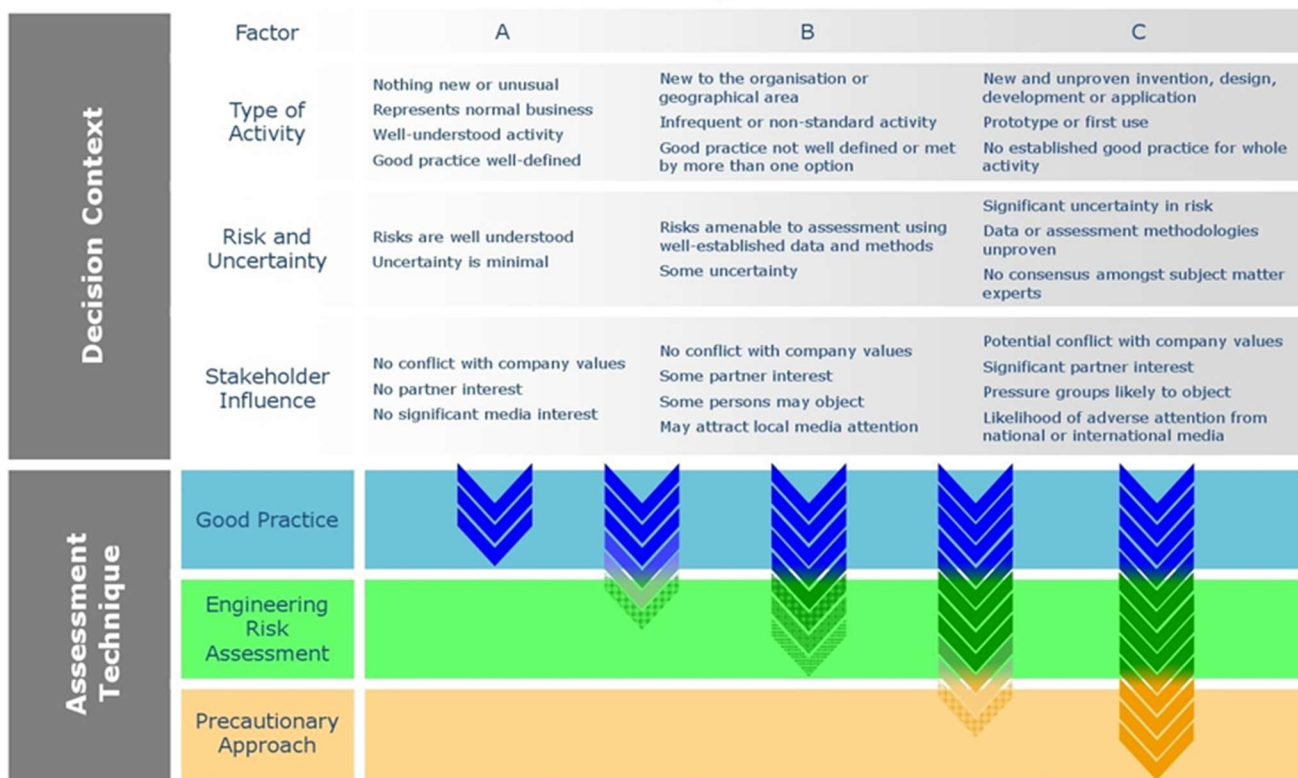 Decision Context
Factor
A
B
C
Type of
Activity
Nothing new or unusual
Represents normal business
Well-understood activity
Good practice well-defined
New to the organisation or
geographical area
Infrequent or non-standard activity
Good practice not well defined or met
by more than one option
New and unproven invention, design,
development or application
Prototype or first use
No established good practice for whole
activity
Risk and
Uncertainty
Risks are well understood
Uncertainty is minimal
Risks amenable to assessment using
well-established data and methods
Some uncertainty
Significant uncertainty in risk
Data or assessment methodologies
unproven
No consensus amongst subject matter
experts
Stakeholder
Influence
No conflict with company values
No partner interest
No significant media interest
No conflict with company values
Some partner interest
Some persons may object
May attract local media attention
Potential conflict with company values
Significant partner interest
Pressure groups likely to object
Likelihood of adverse attention from
national or international media
Assessment
Technique
Good Practice
Engineering
Risk
Assessment
Precautionary
Approach